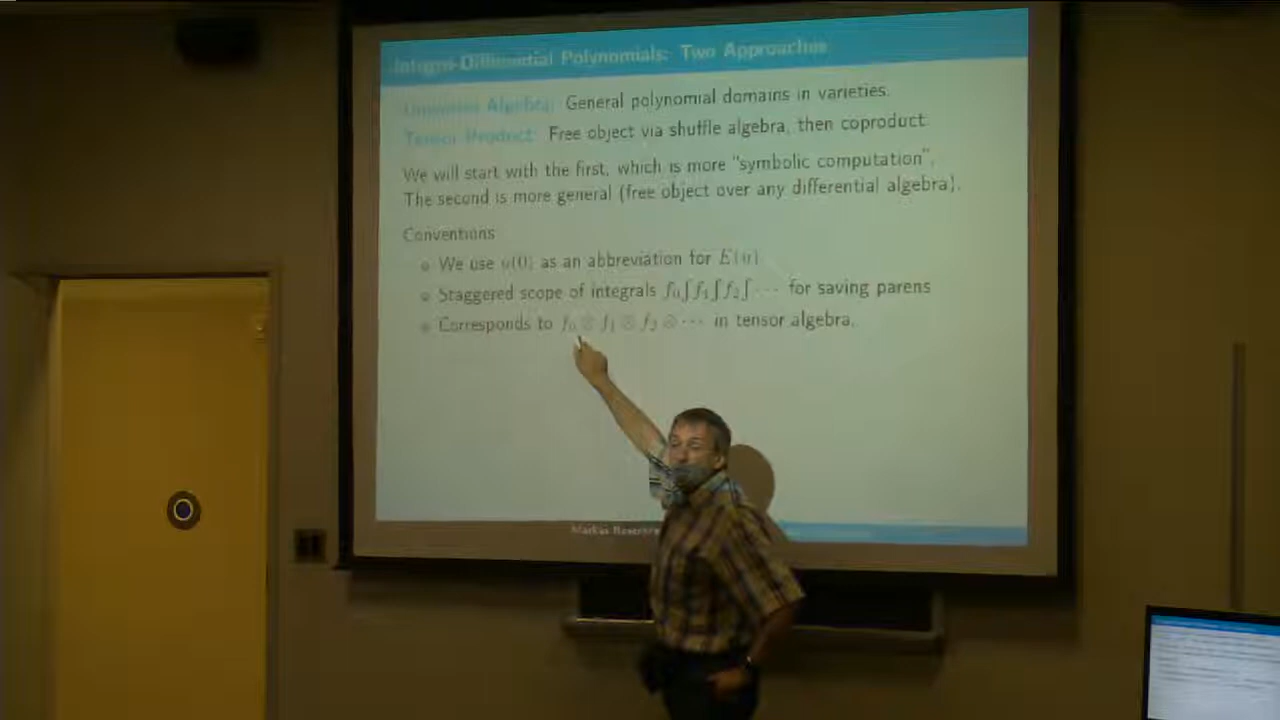 Integro-Differential Polynomials: Two Approaches
Universal Algebra: General polynomial domains in varieties.
Tensor Product: Free object via shuffle algebra, then coproduct
We will start with the first, which is more "symbolic computation".
The second is more general (free object over any differential algebra).
Conventions
We use u(0) as an abbreviation for E(u)
Staggered scope of integrals f₀∫f₁∫f₂∫⋯ for saving parens
Corresponds to f₀ ⊗ f₁ ⊗ f₂ ⊗ ⋯ in tensor algebra.
Markus